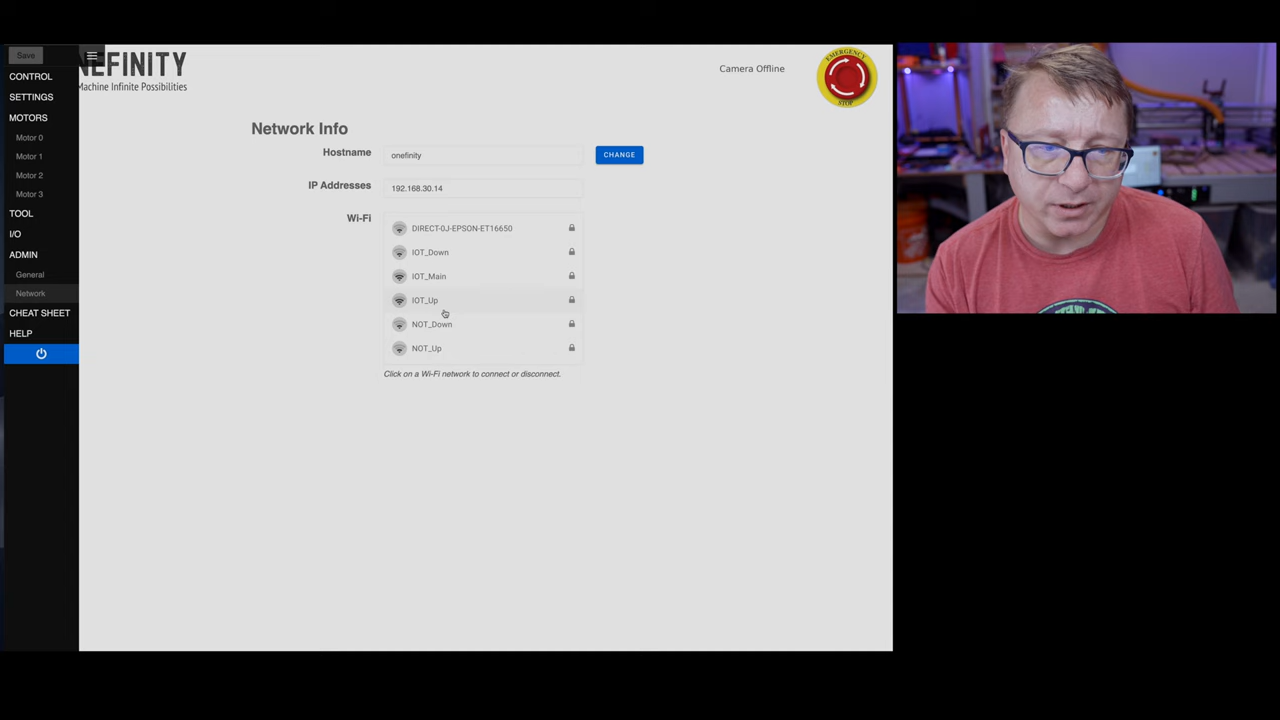 Save
CONTROL
SETTINGS
MOTORS
Motor 0
Motor 1
Motor 2
Motor 3
TOOL
I/O
ADMIN
General
Network
CHEAT SHEET
HELP
NEFINITY
Machine Infinite Possibilities
Camera Offline
EMERGENCY
STOP
Network Info
Hostname
onefinity
CHANGE
IP Addresses
192.168.30.14
Wi-Fi
DIRECT-0J-EPSON-ET16650
IOT_Down
IOT_Main
IOT_Up
NOT_Down
NOT_Up
Click on a Wi-Fi network to connect or disconnect.